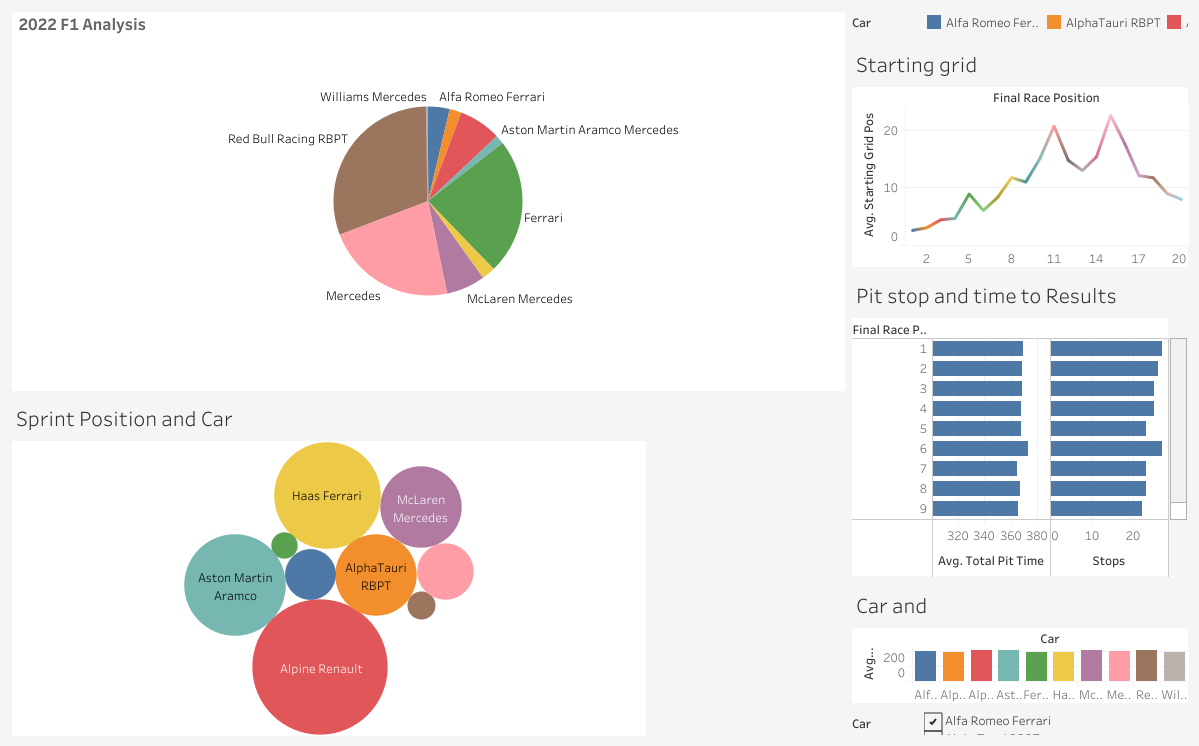 2022 F1 Analysis
Williams Mercedes
Alfa Romeo Ferrari
Red Bull Racing RBPT
Aston Martin Aramco Mercedes
Ferrari
Mercedes
McLaren Mercedes
Sprint Position and Car
Haas Ferrari
McLaren
Mercedes
Aston Martin
Aramco
AlphaTauri
RBPT
Alpine Renault
Car
Alfa Romeo Fer..
AlphaTauri RBPT
Starting grid
Final Race Position
Avg. Starting Grid Pos
20
10
0
2 5 8 11 14 17 20
Pit stop and time to Results
Final Race P..
1
2
3
4
5
6
7
8
9
320 340 360 380 0 10 20
Avg. Total Pit Time Stops
Car and
Car
Avg...
200
0
Alf.. Alp.. Alp.. Ast.. Fer.. Ha.. Mc.. Me.. Re.. Wil..
Car
Alfa Romeo Ferrari